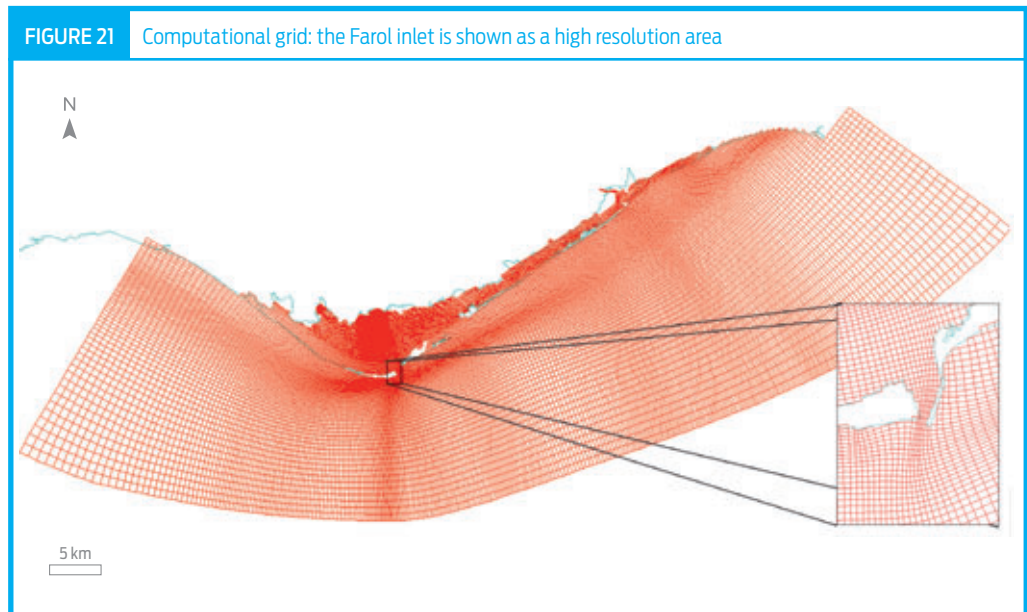 FIGURE 21 Computational grid: the Farol inlet is shown as a high resolution area
N
5 km